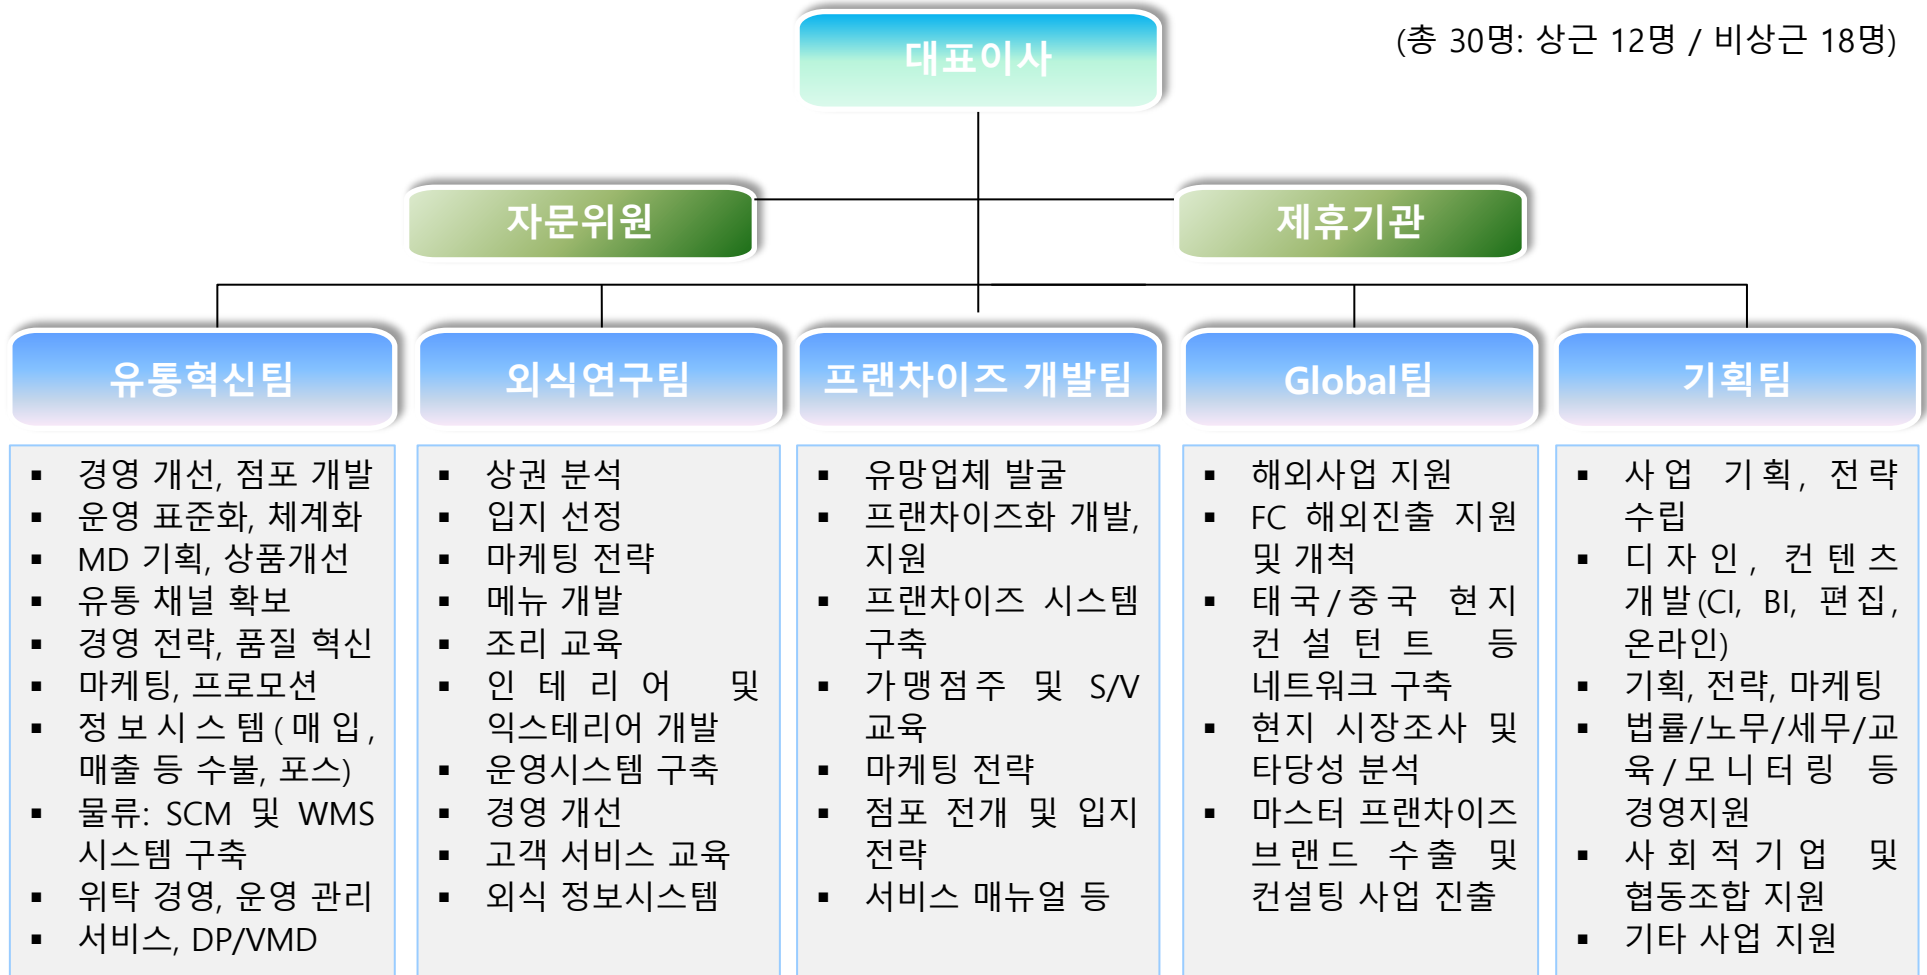 대표이사
(총 30명: 상근 12명 / 비상근 18명)
자문위원
제휴기관
유통혁신팀
▪ 경영 개선, 점포 개발
▪ 운영 표준화, 체계화
▪ MD 기획, 상품개선
▪ 유통 채널 확보
▪ 경영 전략, 품질 혁신
▪ 마케팅, 프로모션
▪ 정보시스템(매입,
매출 등 수불, 포스)
▪ 물류: SCM 및 WMS
시스템 구축
▪ 위탁 경영, 운영 관리
▪ 서비스, DP/VMD
외식연구팀
▪ 상권 분석
▪ 입지 선정
▪ 마케팅 전략
▪ 메뉴 개발
▪ 조리 교육
▪ 인테리어 및
익스테리어 개발
▪ 운영시스템 구축
▪ 경영 개선
▪ 고객 서비스 교육
▪ 외식 정보시스템
프랜차이즈 개발팀
▪ 유망업체 발굴
▪ 프랜차이즈화 개발,
지원
▪ 프랜차이즈 시스템
구축
▪ 가맹점주 및 S/V
교육
▪ 마케팅 전략
▪ 점포 전개 및 입지
전략
▪ 서비스 매뉴얼 등
Global팀
▪ 해외사업 지원
▪ FC 해외진출 지원
및 개척
▪ 태국/중국 현지
컨설턴트 등
네트워크 구축
▪ 현지 시장조사 및
타당성 분석
▪ 마스터 프랜차이즈
브랜드 수출 및
컨설팅 사업 진출
기획팀
▪ 사업 기획, 전략
수립
▪ 디자인, 컨텐츠
개발(CI, BI, 편집,
온라인)
▪ 기획, 전략, 마케팅
▪ 법률/노무/세무/교
육/모니터링 등
경영지원
▪ 사회적기업 및
협동조합 지원
▪ 기타 사업 지원